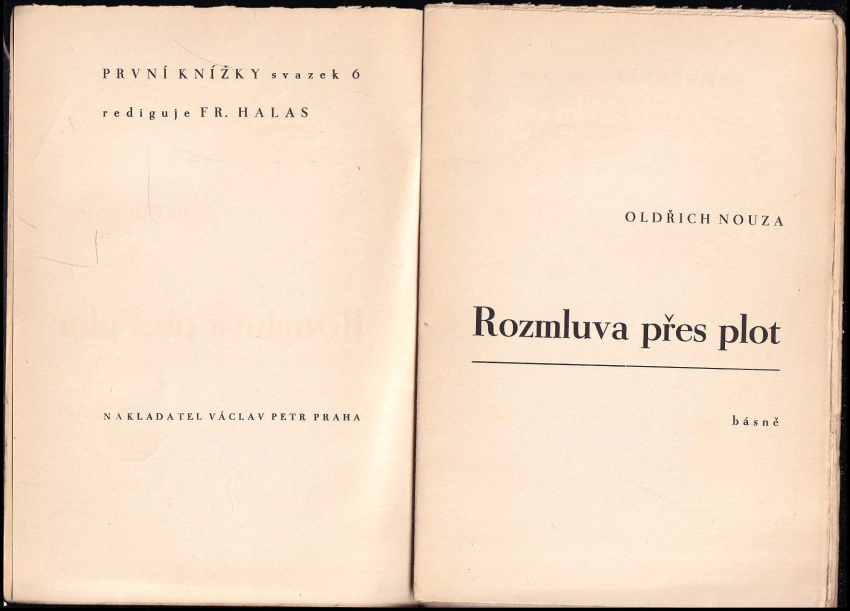 PRVNÍ KNÍŽKY svazek 6
rediguje FR. HALAS
NAKLADATEL VÁCLAV PETR PRAHA
OLDŘICH NOUZA
Rozmluva přes plot
básně